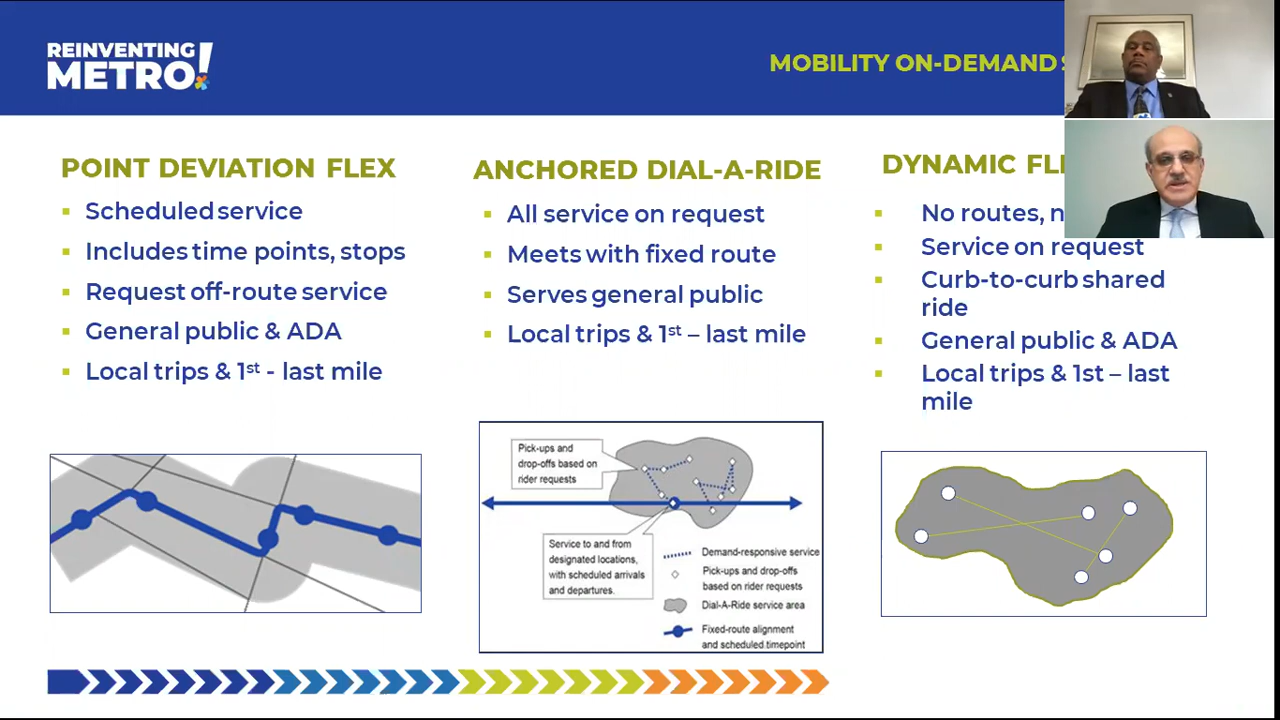 REINVENTING
METRO!
MOBILITY ON-DEMAND
POINT DEVIATION FLEX
Scheduled service
Includes time points, stops
Request off-route service
General public & ADA
Local trips & 1st - last mile
ANCHORED DIAL-A-RIDE
All service on request
Meets with fixed route
Serves general public
Local trips & 1st – last mile
DYNAMIC
No routes,
Service on request
Curb-to-curb shared
ride
General public & ADA
Local trips & 1st – last
mile
Pick-ups and
drop-offs based on
rider requests
Service to and from
designated locations,
with scheduled arrivals
and departures.
Demand-responsive service
Pick-ups and drop-offs
based on rider requests
Dial-A-Ride service area
Fixed-route alignment
and scheduled timepoint